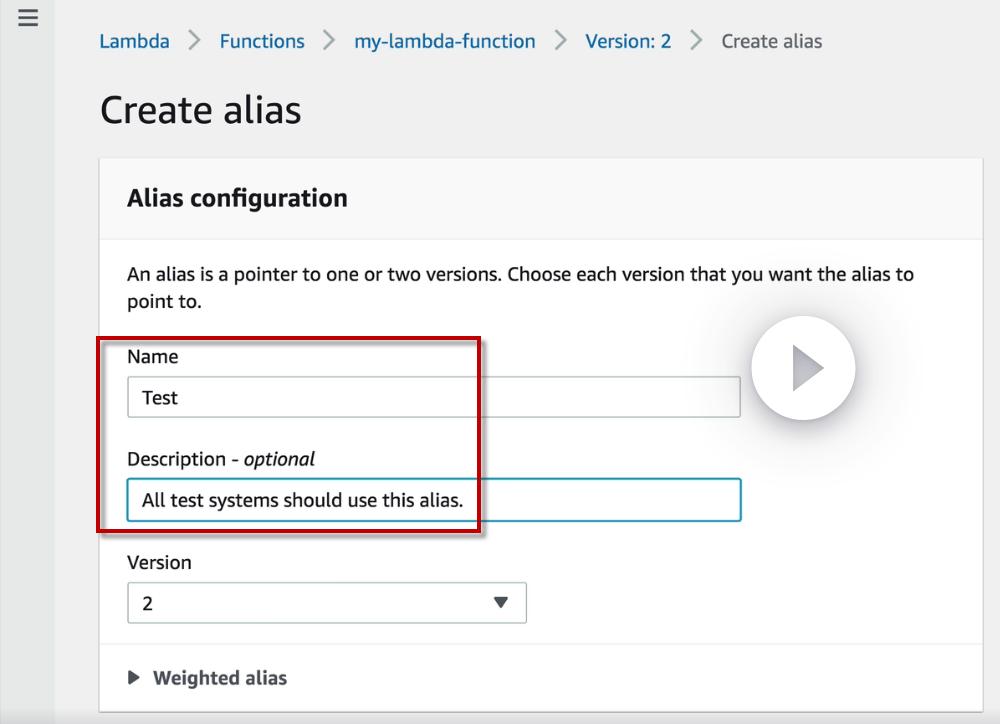 Lambda > Functions > my-lambda-function > Version: 2 > Create alias
Create alias
Alias configuration
An alias is a pointer to one or two versions. Choose each version that you want the alias to
point to.
Name
Test
Description - optional
All test systems should use this alias.
Version
2
Weighted alias